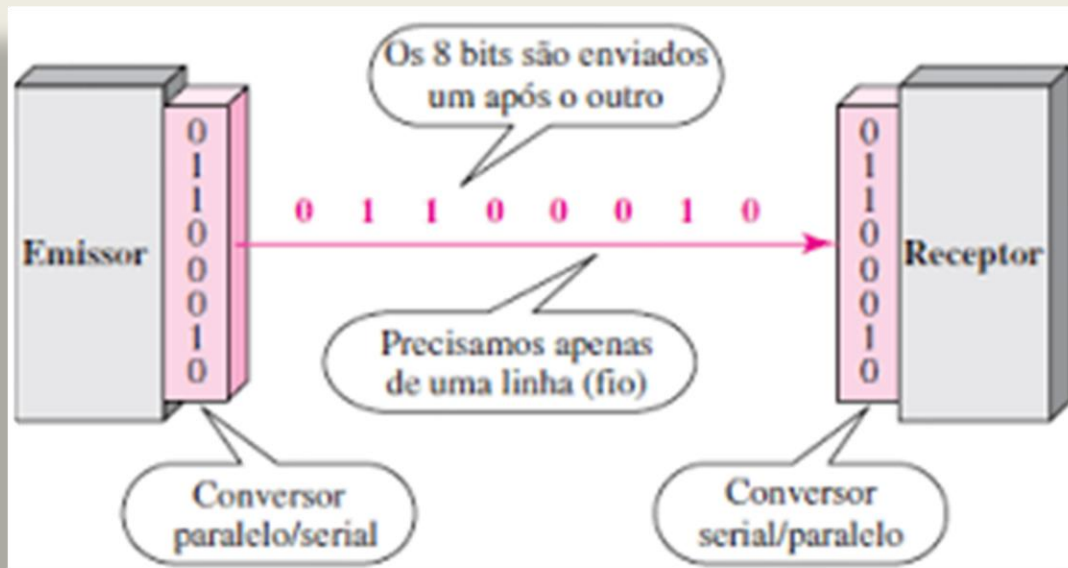 Os 8 bits são enviados
um após o outro
0
1
1
0
0
0
1
0
Emissor
0 1 1 0 0 0 1 0
0
1
1
0
0
0
1
0
Receptor
Precisamos apenas
de uma linha (fio)
Conversor
paralelo/serial
Conversor
serial/paralelo